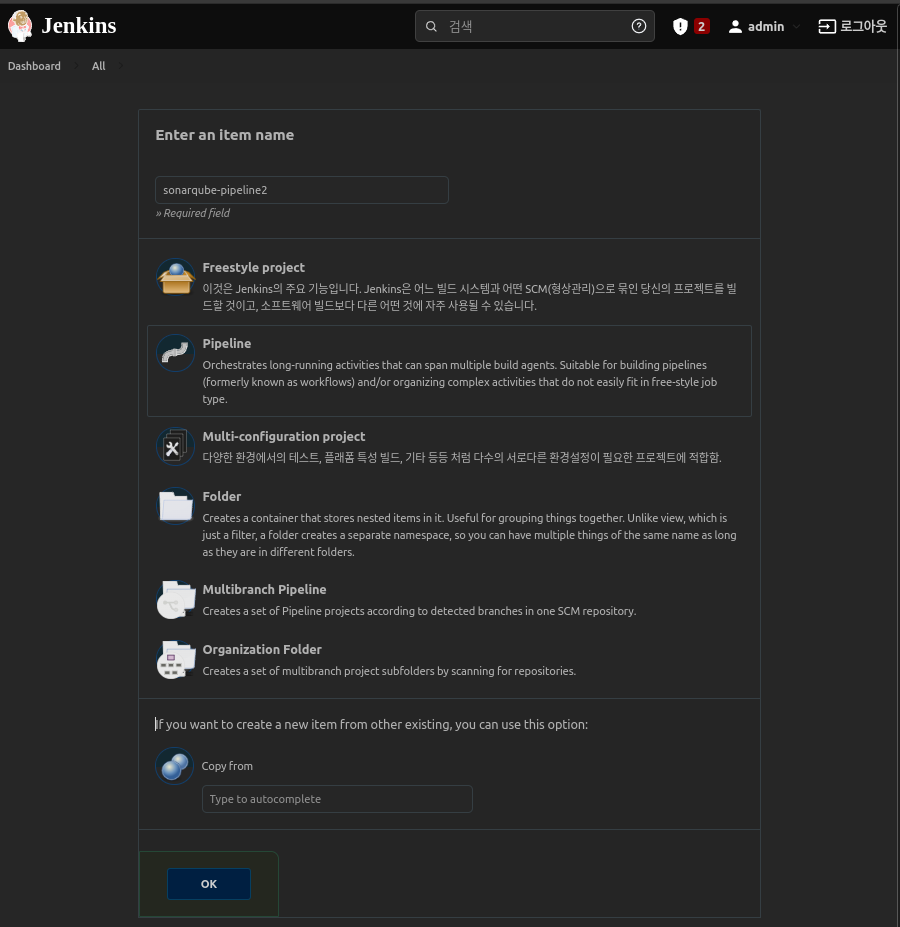 Jenkins
검색
2
admin
로그아웃
Dashboard
All
Enter an item name
sonarqube-pipeline2
» Required field
Freestyle project
이것은 Jenkins의 주요 기능입니다. Jenkins은 어느 빌드 시스템과 어떤 SCM(형상관리)으로 묶인 당신의 프로젝트를 빌
드할 것이고, 소프트웨어 빌드보다 다른 어떤 것에 자주 사용될 수 있습니다.
Pipeline
Orchestrates long-running activities that can span multiple build agents. Suitable for building pipelines
(formerly known as workflows) and/or organizing complex activities that do not easily fit in free-style job
type.
Multi-configuration project
다양한 환경에서의 테스트, 플래폼 특성 빌드, 기타 등등 처럼 다수의 서로다른 환경설정이 필요한 프로젝트에 적합함.
Folder
Creates a container that stores nested items in it. Useful for grouping things together. Unlike view, which is
just a filter, a folder creates a separate namespace, so you can have multiple things of the same name as long
as they are in different folders.
Multibranch Pipeline
Creates a set of Pipeline projects according to detected branches in one SCM repository.
Organization Folder
Creates a set of multibranch project subfolders by scanning for repositories.
If you want to create a new item from other existing, you can use this option:
Copy from
Type to autocomplete
OK